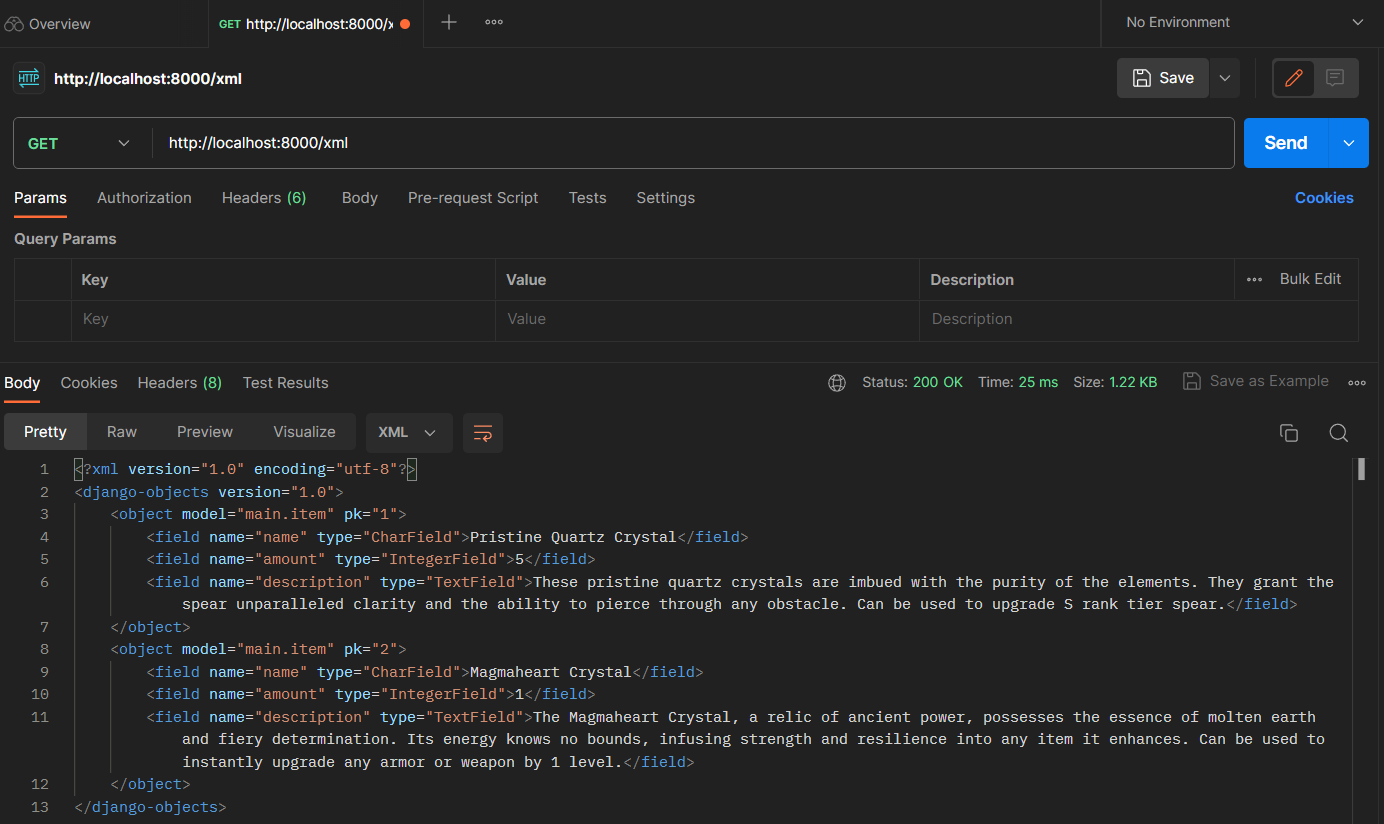 Overview
GET http://localhost:8000/x
No Environment
HTTP http://localhost:8000/xml
Save
GET http://localhost:8000/xml
Send
Params Authorization Headers (6) Body Pre-request Script Tests Settings Cookies
Query Params
Key Value Description Bulk Edit
Key Value Description
Body Cookies Headers (8) Test Results Status: 200 OK Time: 25 ms Size: 1.22 KB Save as Example
Pretty Raw Preview Visualize XML
1 <?xml version="1.0" encoding="utf-8"?>
2 <django-objects version="1.0">
3 <object model="main.item" pk="1">
4 <field name="name" type="CharField">Pristine Quartz Crystal</field>
5 <field name="amount" type="IntegerField">5</field>
6 <field name="description" type="TextField">These pristine quartz crystals are imbued with the purity of the elements. They grant the
spear unparalleled clarity and the ability to pierce through any obstacle. Can be used to upgrade S rank tier spear.</field>
7 </object>
8 <object model="main.item" pk="2">
9 <field name="name" type="CharField">Magmaheart Crystal</field>
10 <field name="amount" type="IntegerField">1</field>
11 <field name="description" type="TextField">The Magmaheart Crystal, a relic of ancient power, possesses the essence of molten earth
and fiery determination. Its energy knows no bounds, infusing strength and resilience into any item it enhances. Can be used to
instantly upgrade any armor or weapon by 1 level.</field>
12 </object>
13 </django-objects>